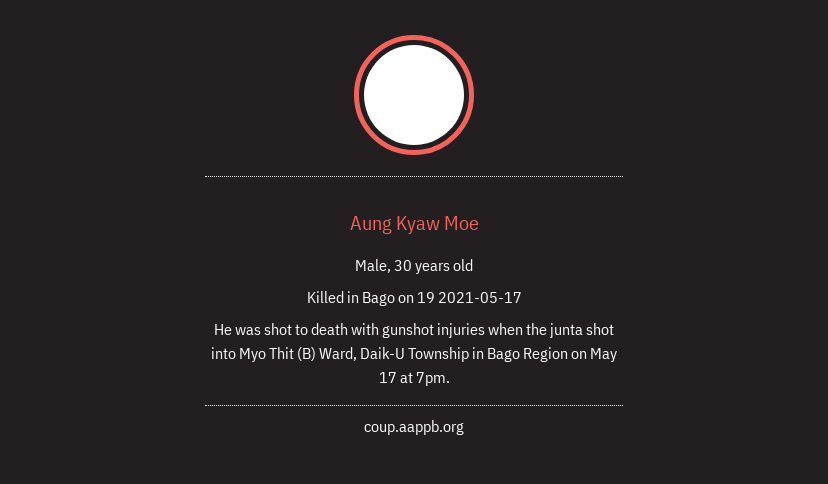 Aung Kyaw Moe
Male, 30 years old
Killed in Bago on 19 2021-05-17
He was shot to death with gunshot injuries when the junta shot
into Myo Thit (B) Ward, Daik-U Township in Bago Region on May
17 at 7pm.
coup.aappb.org